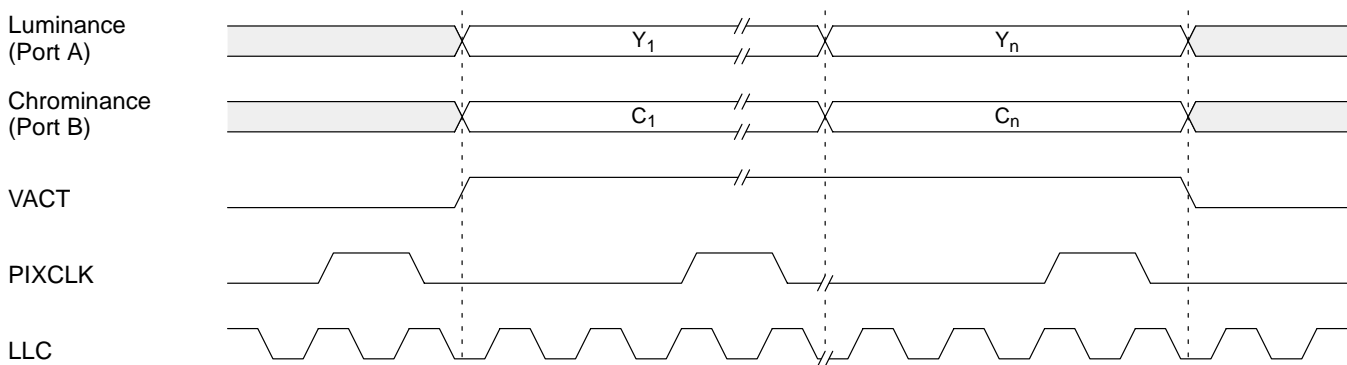 Luminance
(Port A)
Y1
Yn
Chrominance
(Port B)
C1
Cn
VACT
PIXCLK
LLC